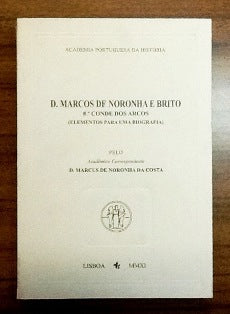 ACADEMIA PORTUGUESA DA HISTÓRIA
D. MARCOS DE NORONHA E BRITO
8.º CONDE DOS ARCOS
(ELEMENTOS PARA UMA BIOGRAFIA)
PELO
Académico Correspondente
D. MARCUS DE NORONHA DA COSTA
LISBOA